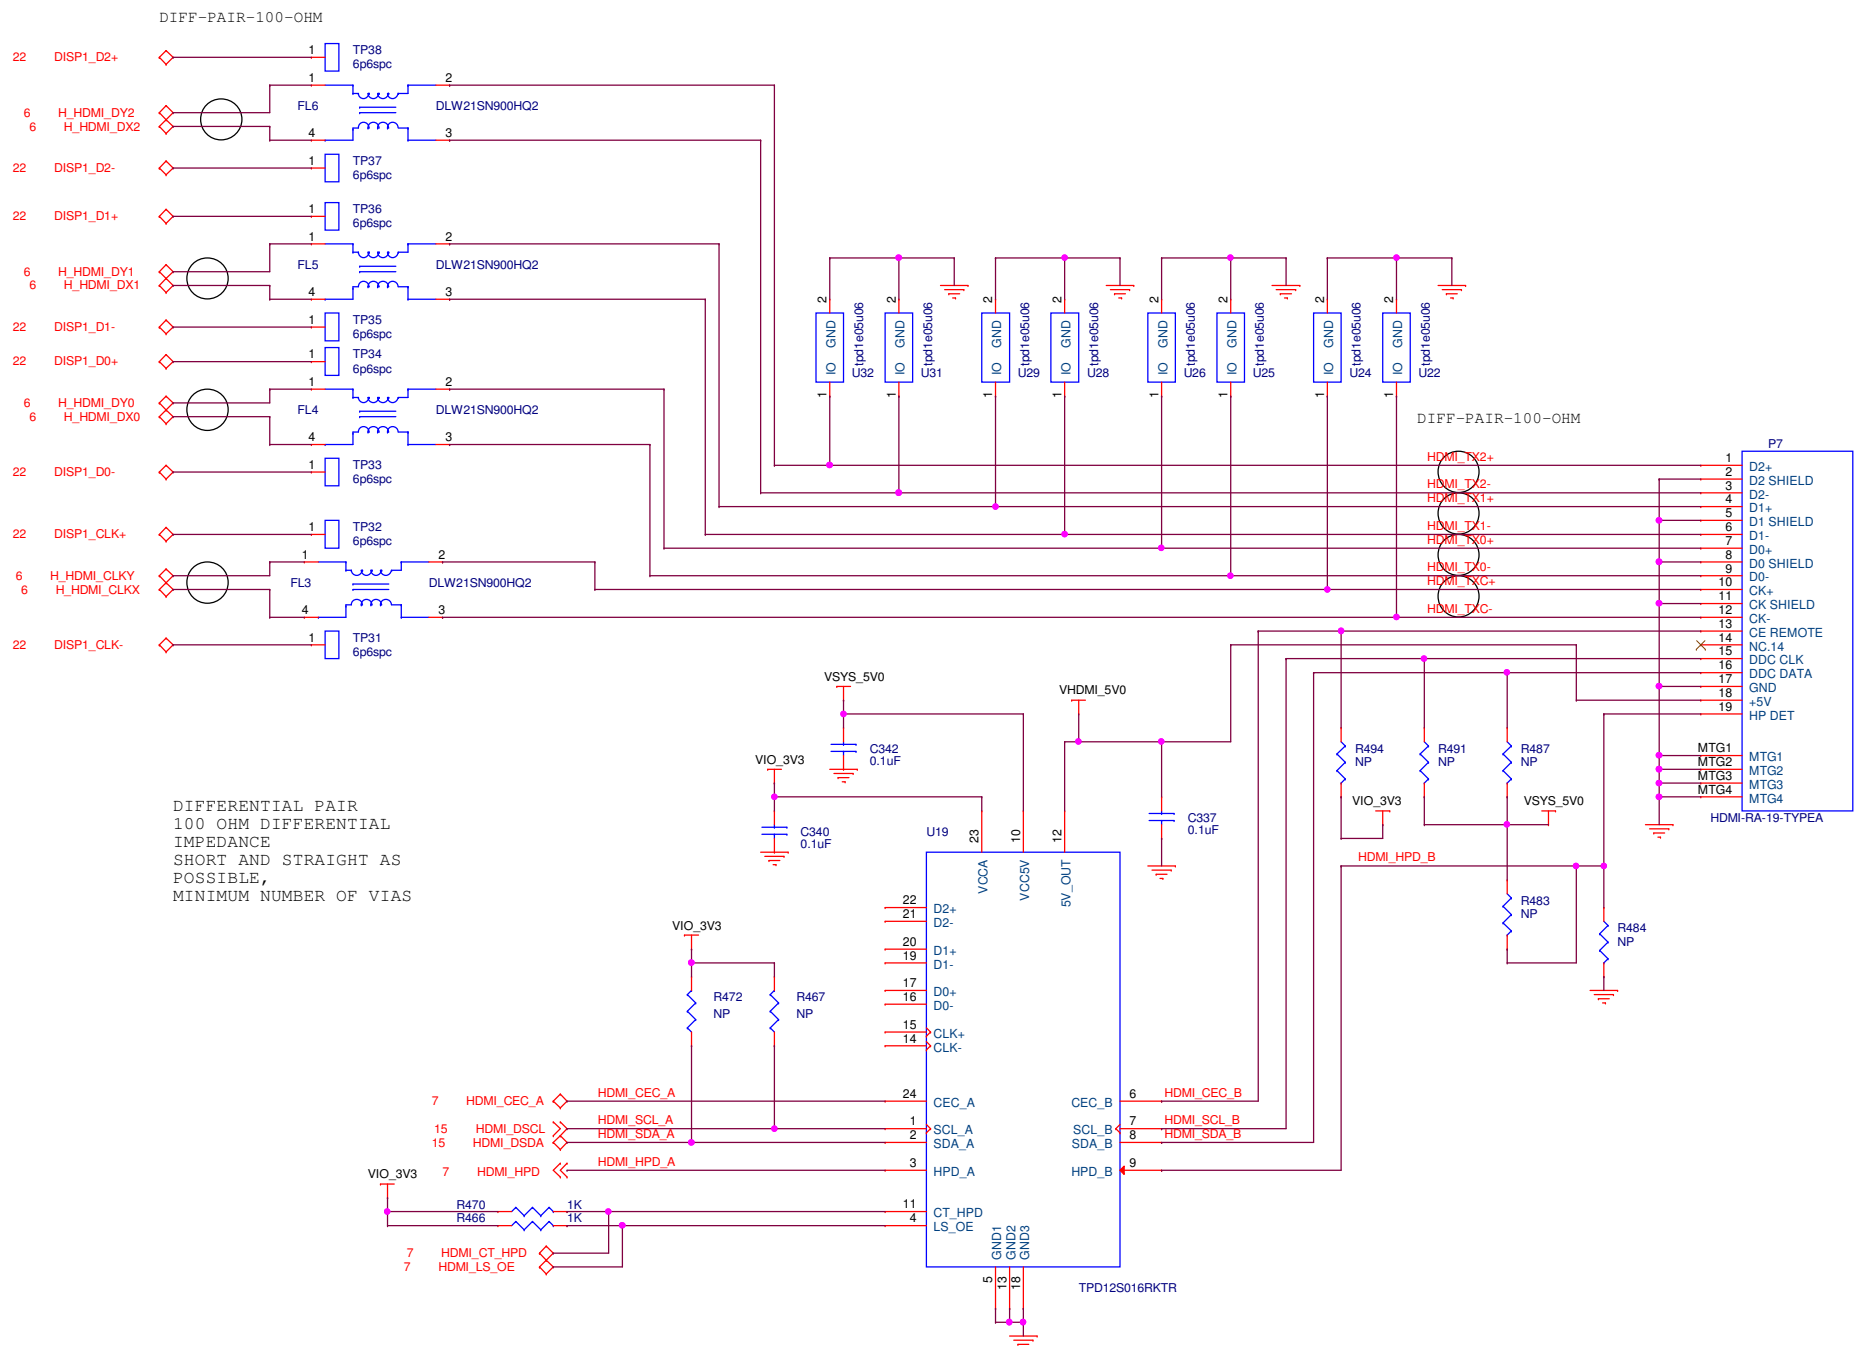 DIFF-PAIR-100-OHM
22 DISP1_D2+ 1 TP38
6p6spc
1 2
FL6 DLW21SN900HQ2
6 H_HDMI_DY2
6 H_HDMI_DX2
4 3
22 DISP1_D2- 1 TP37
6p6spc
22 DISP1_D1+ 1 TP36
6p6spc
1 2
FL5 DLW21SN900HQ2
6 H_HDMI_DY1
6 H_HDMI_DX1
4 3
22 DISP1_D1- 1 TP35
6p6spc
22 DISP1_D0+ 1 TP34
6p6spc
1 2
6 H_HDMI_DY0
FL4 DLW21SN900HQ2
6 H_HDMI_DX0
4 3
22 DISP1_D0- 1 TP33
6p6spc
22 DISP1_CLK+ 1 TP32
6p6spc
1 2
6 H_HDMI_CLKY
FL3 DLW21SN900HQ2
6 H_HDMI_CLKX
4 3
22 DISP1_CLK- 1 TP31
6p6spc
2 GND IO 1 tpd1e05u06 U32
2 GND IO 1 tpd1e05u06 U31
2 GND IO 1 tpd1e05u06 U29
2 GND IO 1 tpd1e05u06 U28
2 GND IO 1 tpd1e05u06 U26
2 GND IO 1 tpd1e05u06 U25
2 GND IO 1 tpd1e05u06 U24
2 GND IO 1 tpd1e05u06 U22
DIFF-PAIR-100-OHM
P7
HDMI_TX2+ 1 D2+
2 D2 SHIELD
HDMI_TX2- 3 D2-
HDMI_TX1+ 4 D1+
5 D1 SHIELD
HDMI_TX1- 6 D1-
HDMI_TX0+ 7 D0+
8 D0 SHIELD
HDMI_TX0- 9 D0-
HDMI_TXC+ 10 CK+
11 CK SHIELD
HDMI_TXC- 12 CK-
13 CE REMOTE
14 NC.14
15 DDC CLK
16 DDC DATA
17 GND
18 +5V
19 HP DET
MTG1 MTG1
MTG2 MTG2
MTG3 MTG3
MTG4 MTG4
HDMI-RA-19-TYPEA
VSYS_5V0
C342
0.1uF
VHDMI_5V0
VIO_3V3
C340
0.1uF
C337
0.1uF
R494
NP
R491
NP
R487
NP
VIO_3V3
VSYS_5V0
HDMI_HPD_B
R483
NP
R484
NP
DIFFERENTIAL PAIR
100 OHM DIFFERENTIAL
IMPEDANCE
SHORT AND STRAIGHT AS
POSSIBLE,
MINIMUM NUMBER OF VIAS
U19
23 VCCA
10 VCC5V
12 5V_OUT
22 D2+
21 D2-
20 D1+
19 D1-
17 D0+
16 D0-
15 CLK+
14 CLK-
VIO_3V3
R472
NP
R467
NP
7 HDMI_CEC_A HDMI_CEC_A 24 CEC_A
15 HDMI_DSCL HDMI_SCL_A 1 SCL_A
15 HDMI_DSDA HDMI_SDA_A 2 SDA_A
7 HDMI_HPD HDMI_HPD_A 3 HPD_A
CEC_B 6 HDMI_CEC_B
SCL_B 7 HDMI_SCL_B
SDA_B 8 HDMI_SDA_B
HPD_B 9
VIO_3V3
R470 1K 11 CT_HPD
R466 1K 4 LS_OE
7 HDMI_CT_HPD
7 HDMI_LS_OE
GND1 5
GND2 13
GND3 18
TPD12S016RKTR